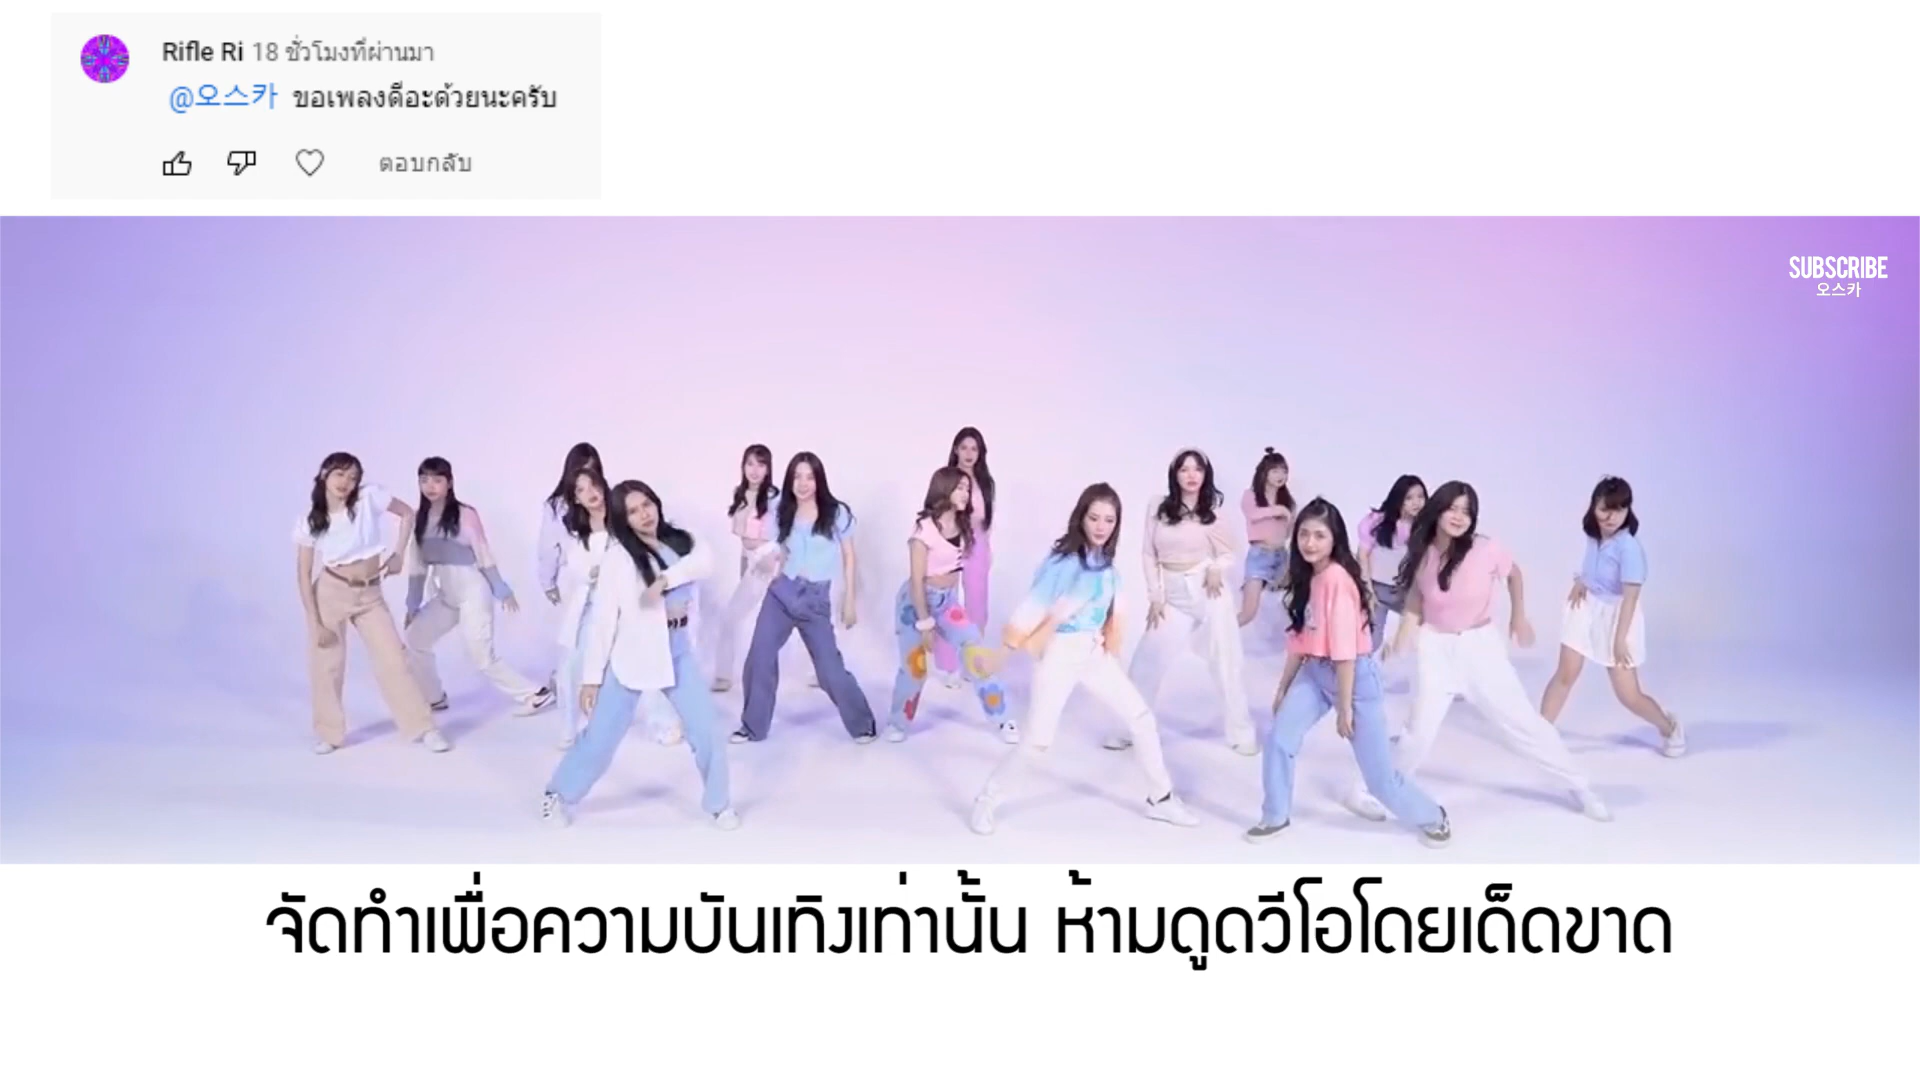 Rifle Ri 18 ชั่วโมงที่ผ่านมา
@오스카 ขอเพลงดีอะด้วยนะครับ
ตอบกลับ
SUBSCRIBE
오스카
จัดทำเพื่อความบันเทิงเท่านั้น ห้ามดูดวีโอโดยเด็ดขาด